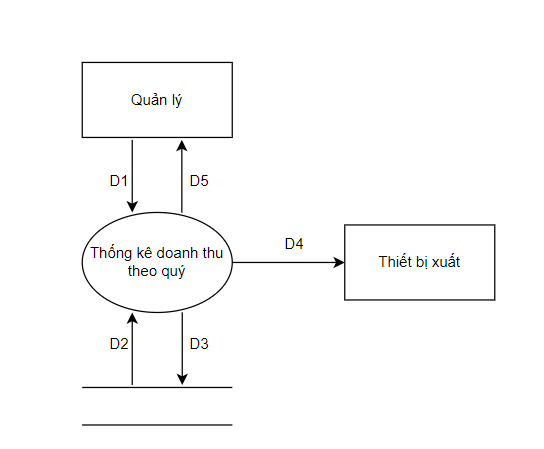 Quản lý
D1
D5
Thống kê doanh thu
theo quý
D4
Thiết bị xuất
D2
D3